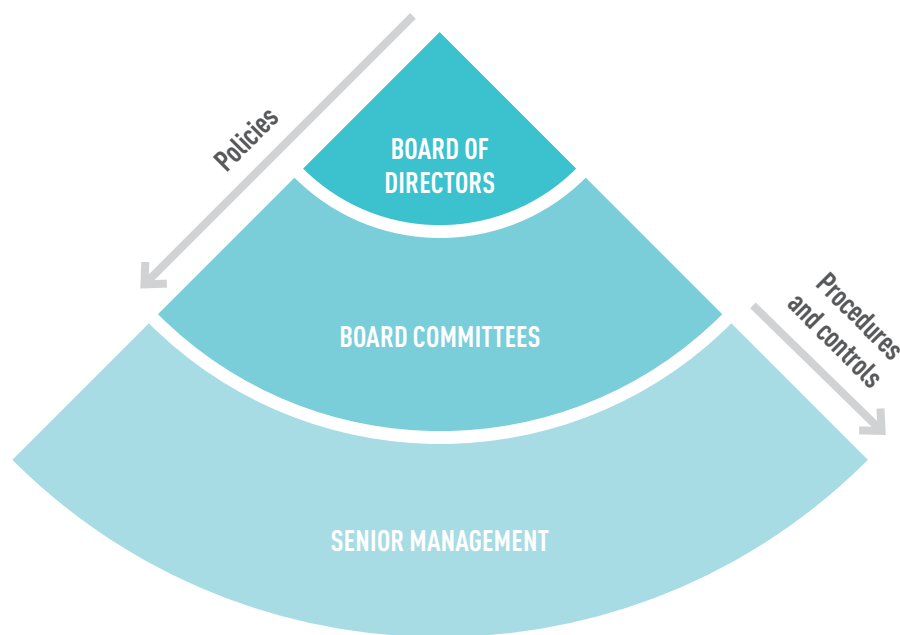 Policies
BOARD OF
DIRECTORS
BOARD COMMITTEES
Procedures
and controls
SENIOR MANAGEMENT